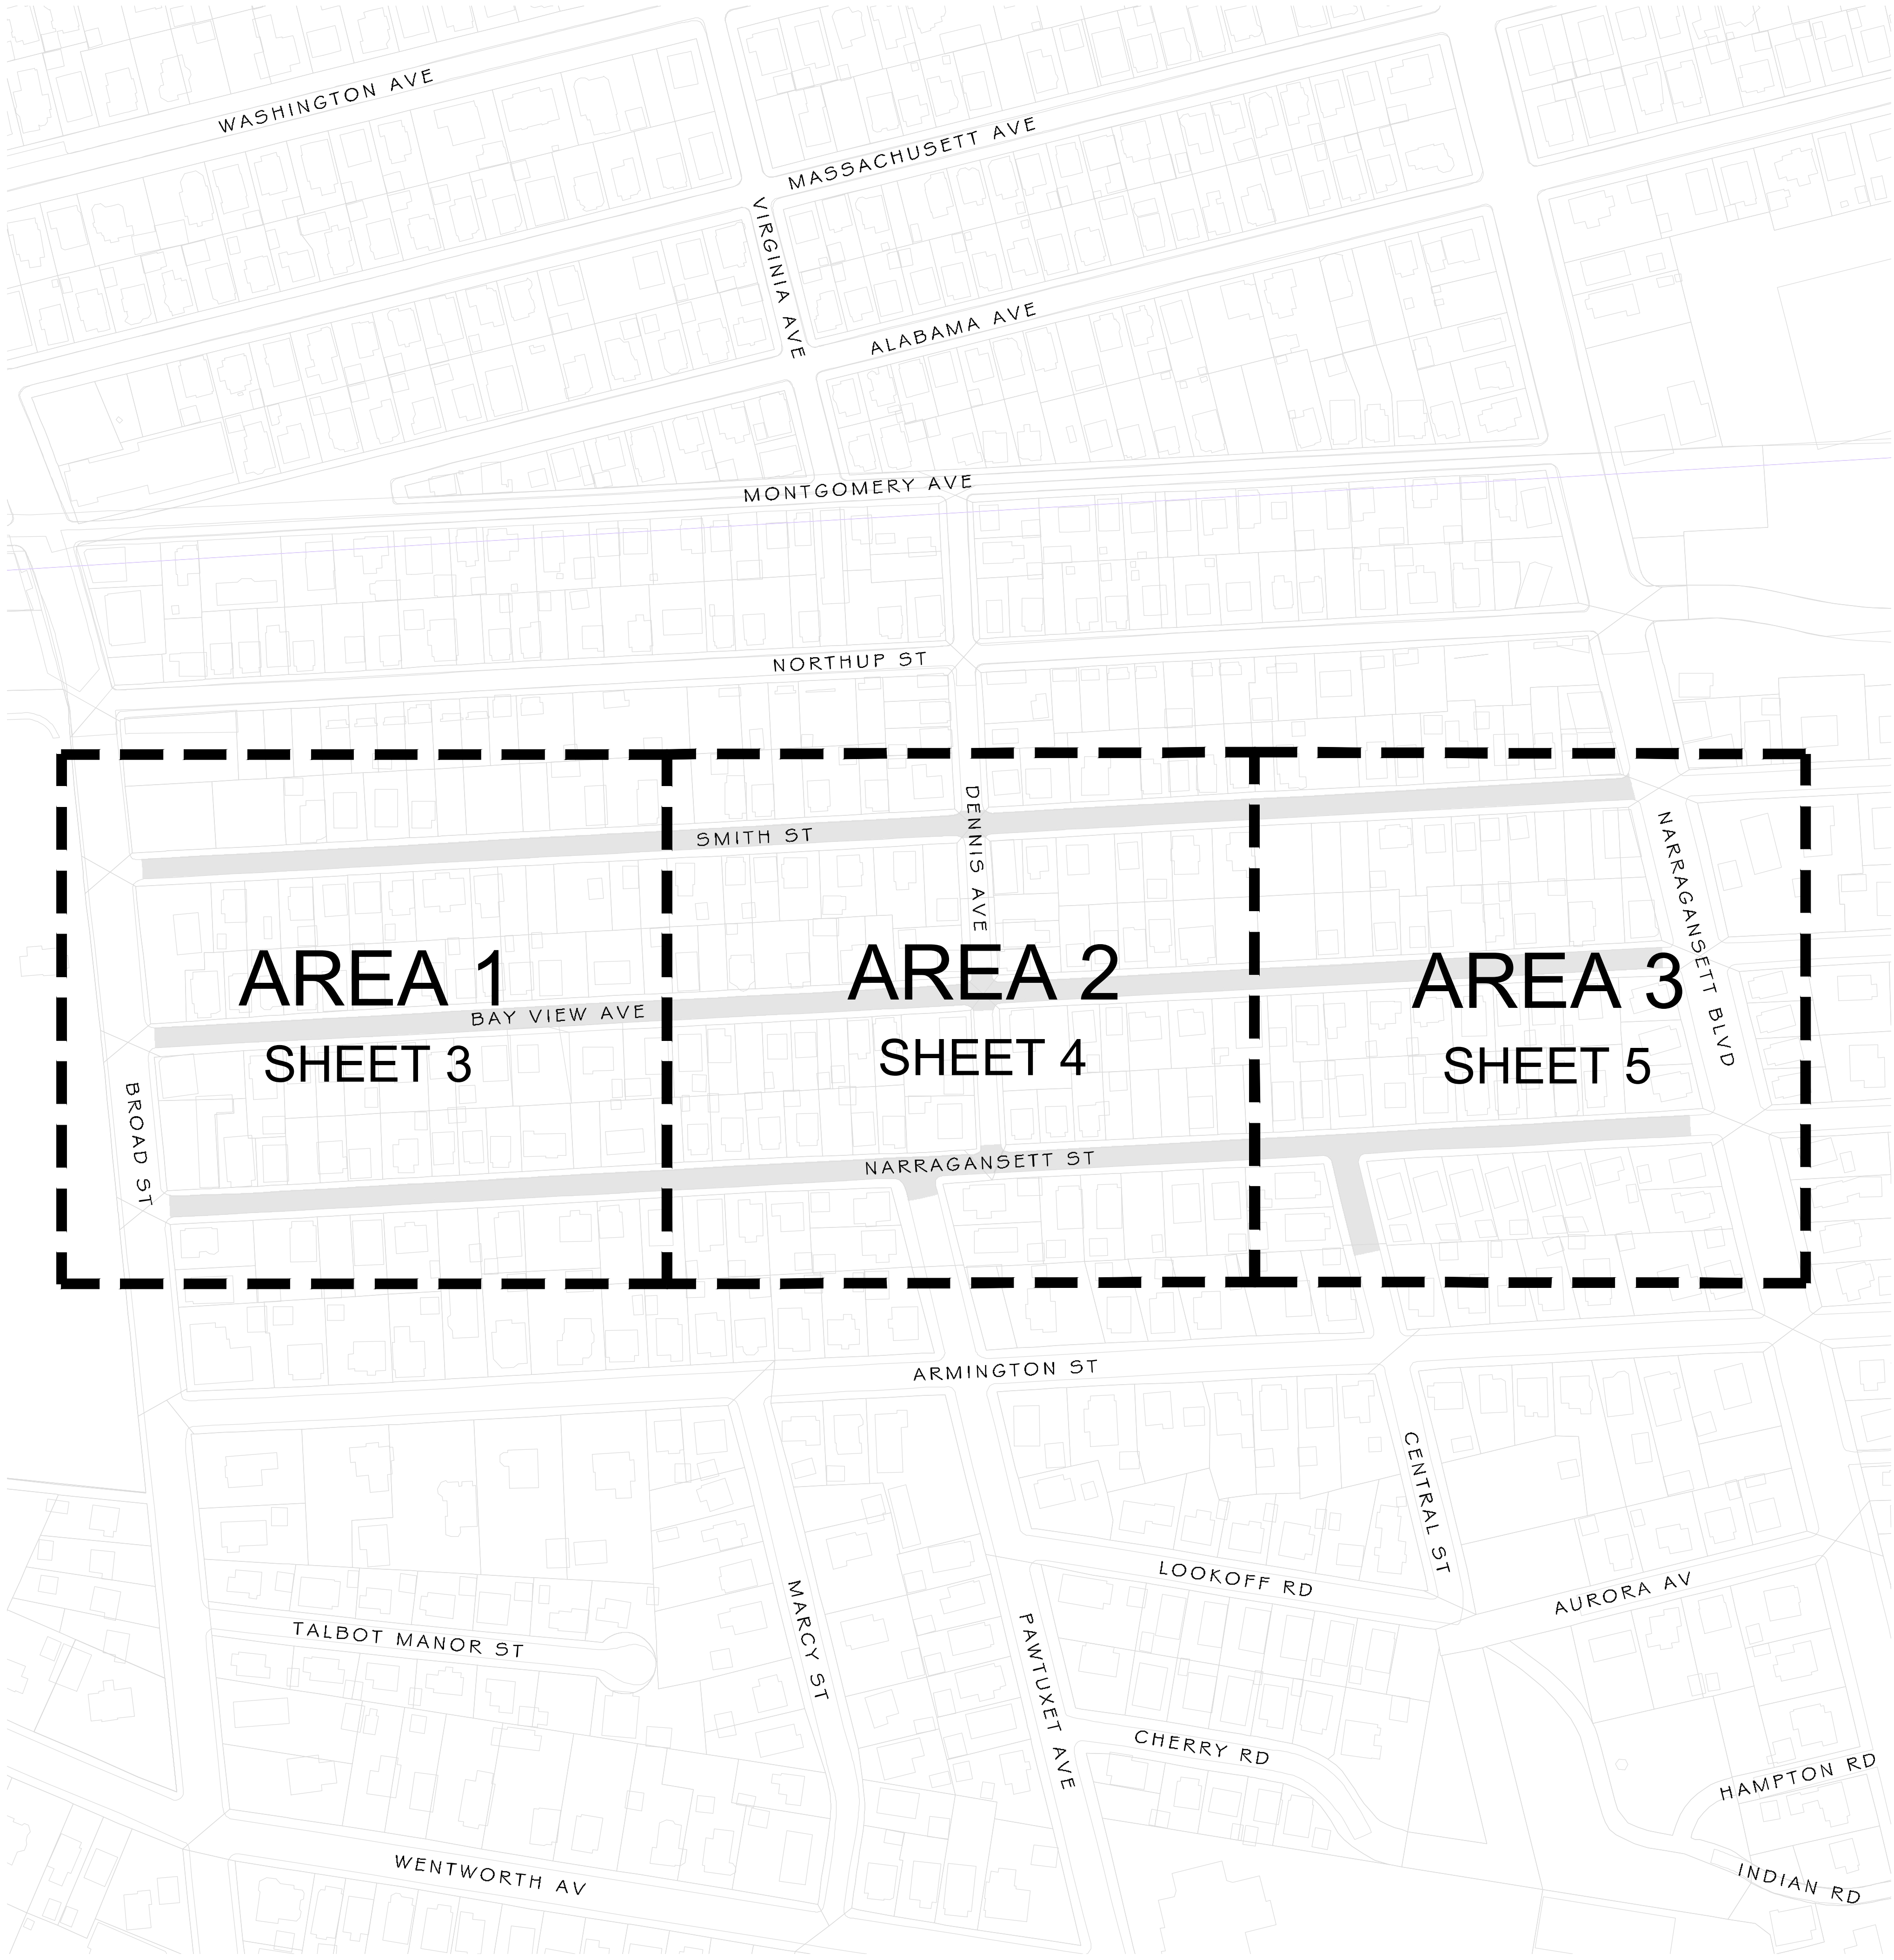 WASHINGTON AVE
MASSACHUSETT AVE
VIRGINIA AVE
ALABAMA AVE
MONTGOMERY AVE
NORTHUP ST
SMITH ST
DENNIS AVE
NARRAGANSETT BLVD
AREA 1
SHEET 3
AREA 2
SHEET 4
AREA 3
SHEET 5
BAY VIEW AVE
BROAD ST
NARRAGANSETT ST
ARMINGTON ST
CENTRAL ST
LOOKOFF RD
AURORA AV
TALBOT MANOR ST
MARCY ST
PAWTUXET AVE
CHERRY RD
HAMPTON RD
WENTWORTH AV
INDIAN RD